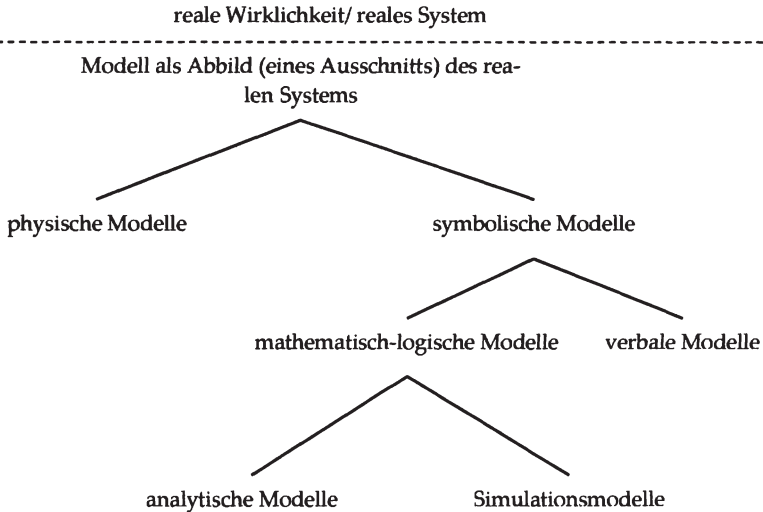 reale Wirklichkeit/ reales System
Modell als Abbild (eines Ausschnitts) des rea-
len Systems
physische Modelle
symbolische Modelle
mathematisch-logische Modelle
verbale Modelle
analytische Modelle
Simulationsmodelle